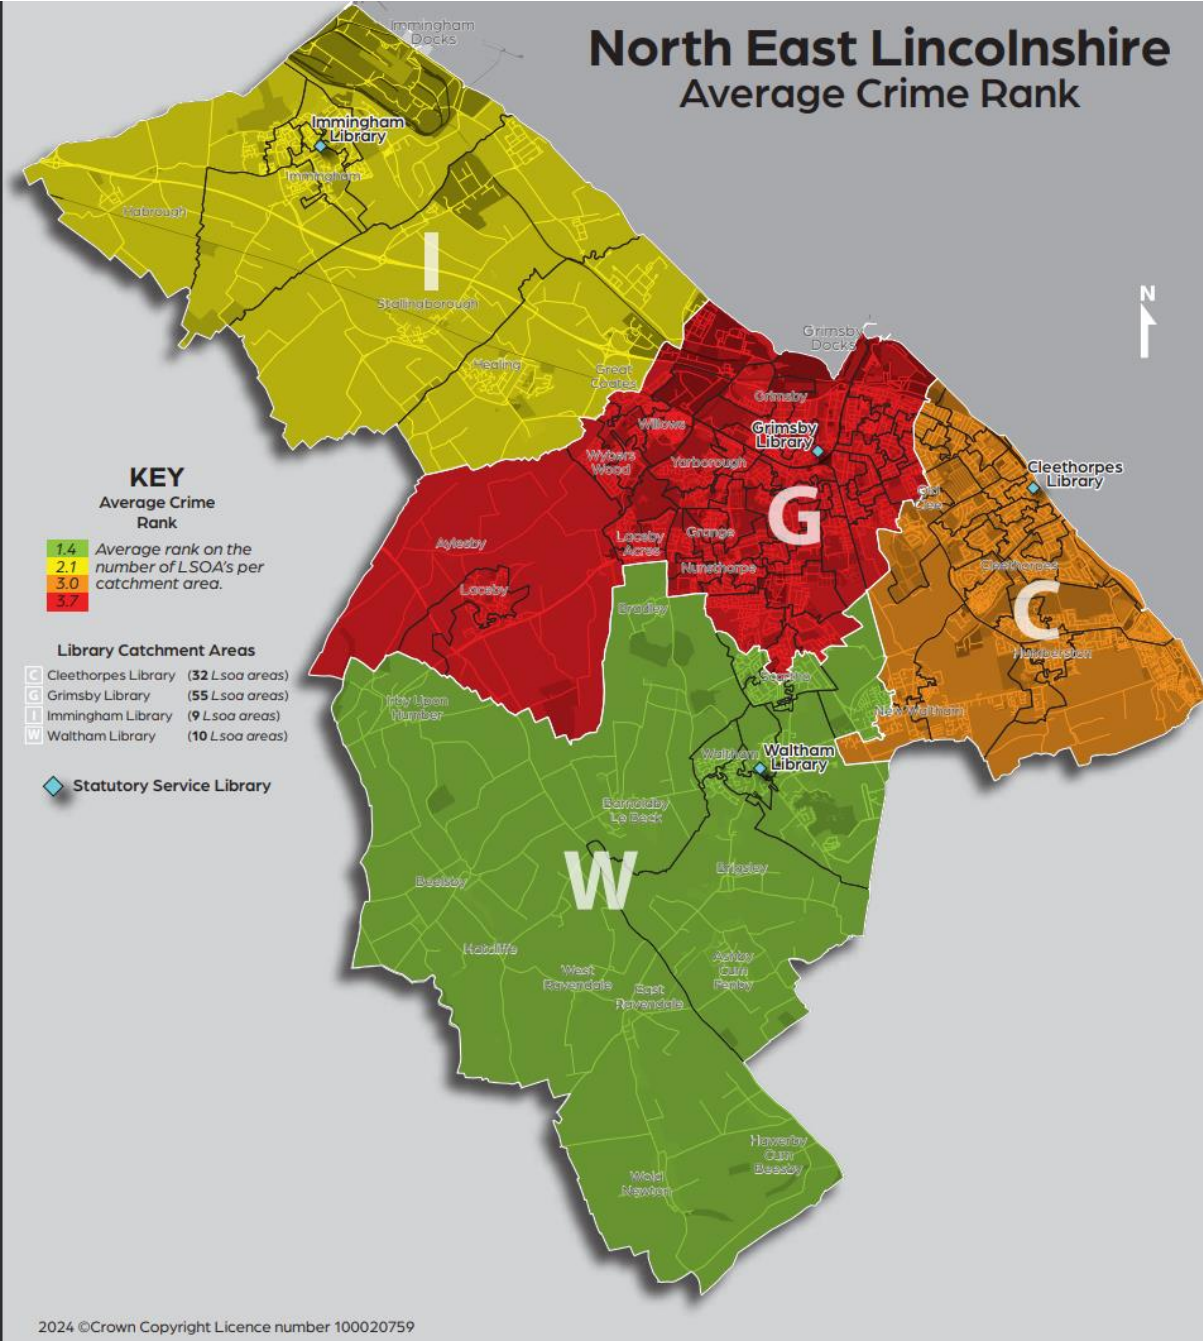 North East Lincolnshire
Average Crime Rank
Immingham
Docks
Immingham
Library
Immingham
Habrough
I
Stallingborough
Healing
Great
Coates
N
Grimsby
Docks
Grimsby
Willows
Grimsby
Library
Wybers
Wood
Yarborough
Cleethorpes
Library
Old
Clee
G
Aylesby
Laceby
Acres
Grange
Nunsthorpe
Laceby
Cleethorpes
C
Bradley
Humberston
Scartho
Irby Upon
Humber
New Waltham
Waltham
Waltham
Library
Barnoldby
Le Beck
W
Brigsley
Beelsby
Hatcliffe
West
Ravendale
East
Ravendale
Ashby
Cum
Fenby
Hawerby
Cum
Beesby
Wold
Newton
KEY
Average Crime
Rank
1.4 Average rank on the
2.1 number of LSOA's per
3.0 catchment area.
3.7
Library Catchment Areas
C Cleethorpes Library (32 Lsoa areas)
G Grimsby Library (55 Lsoa areas)
I Immingham Library (9 Lsoa areas)
W Waltham Library (10 Lsoa areas)
Statutory Service Library
2024 ©Crown Copyright Licence number 100020759